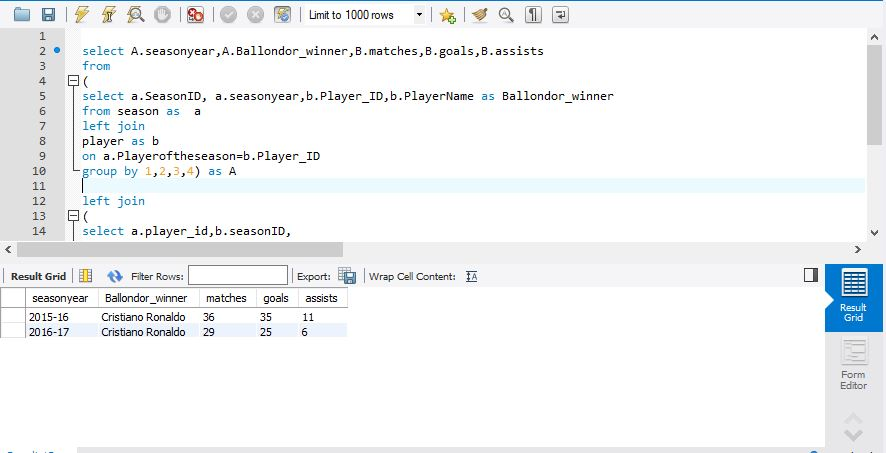 Limit to 1000 rows
1
2 select A.seasonyear,A.Ballondor_winner,B.matches,B.goals,B.assists
3 from
4 (
5 select a.SeasonID, a.seasonyear,b.Player_ID,b.PlayerName as Ballondor_winner
6 from season as  a
7 left join
8 player as b
9 on a.Playeroftheseason=b.Player_ID
10 group by 1,2,3,4) as A
11
12 left join
13 (
14 select a.player_id,b.seasonID,
Result Grid Filter Rows: Export: Wrap Cell Content:
seasonyear Ballondor_winner matches goals assists
2015-16 Cristiano Ronaldo 36 35 11
2016-17 Cristiano Ronaldo 29 25 6
Result
Grid
Form
Editor